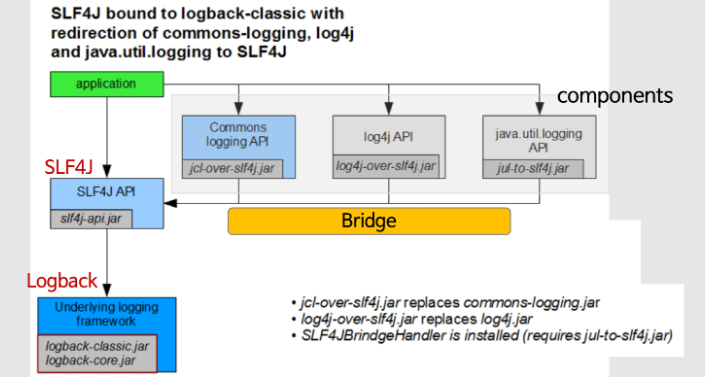 SLF4J bound to logback-classic with
redirection of commons-logging, log4j
and java.util.logging to SLF4J
application
components
Commons
logging API
jcl-over-slf4j.jar
log4j API
log4j-over-slf4j.jar
java.util.logging
API
jul-to-slf4j.jar
SLF4J
SLF4J API
slf4j-api.jar
Bridge
Logback
Underlying logging
framework
logback-classic.jar
logback-core.jar
• jcl-over-slf4j.jar replaces commons-logging.jar
• log4j-over-slf4j.jar replaces log4j.jar
• SLF4JBrindgeHandler is installed (requires jul-to-slf4j.jar)